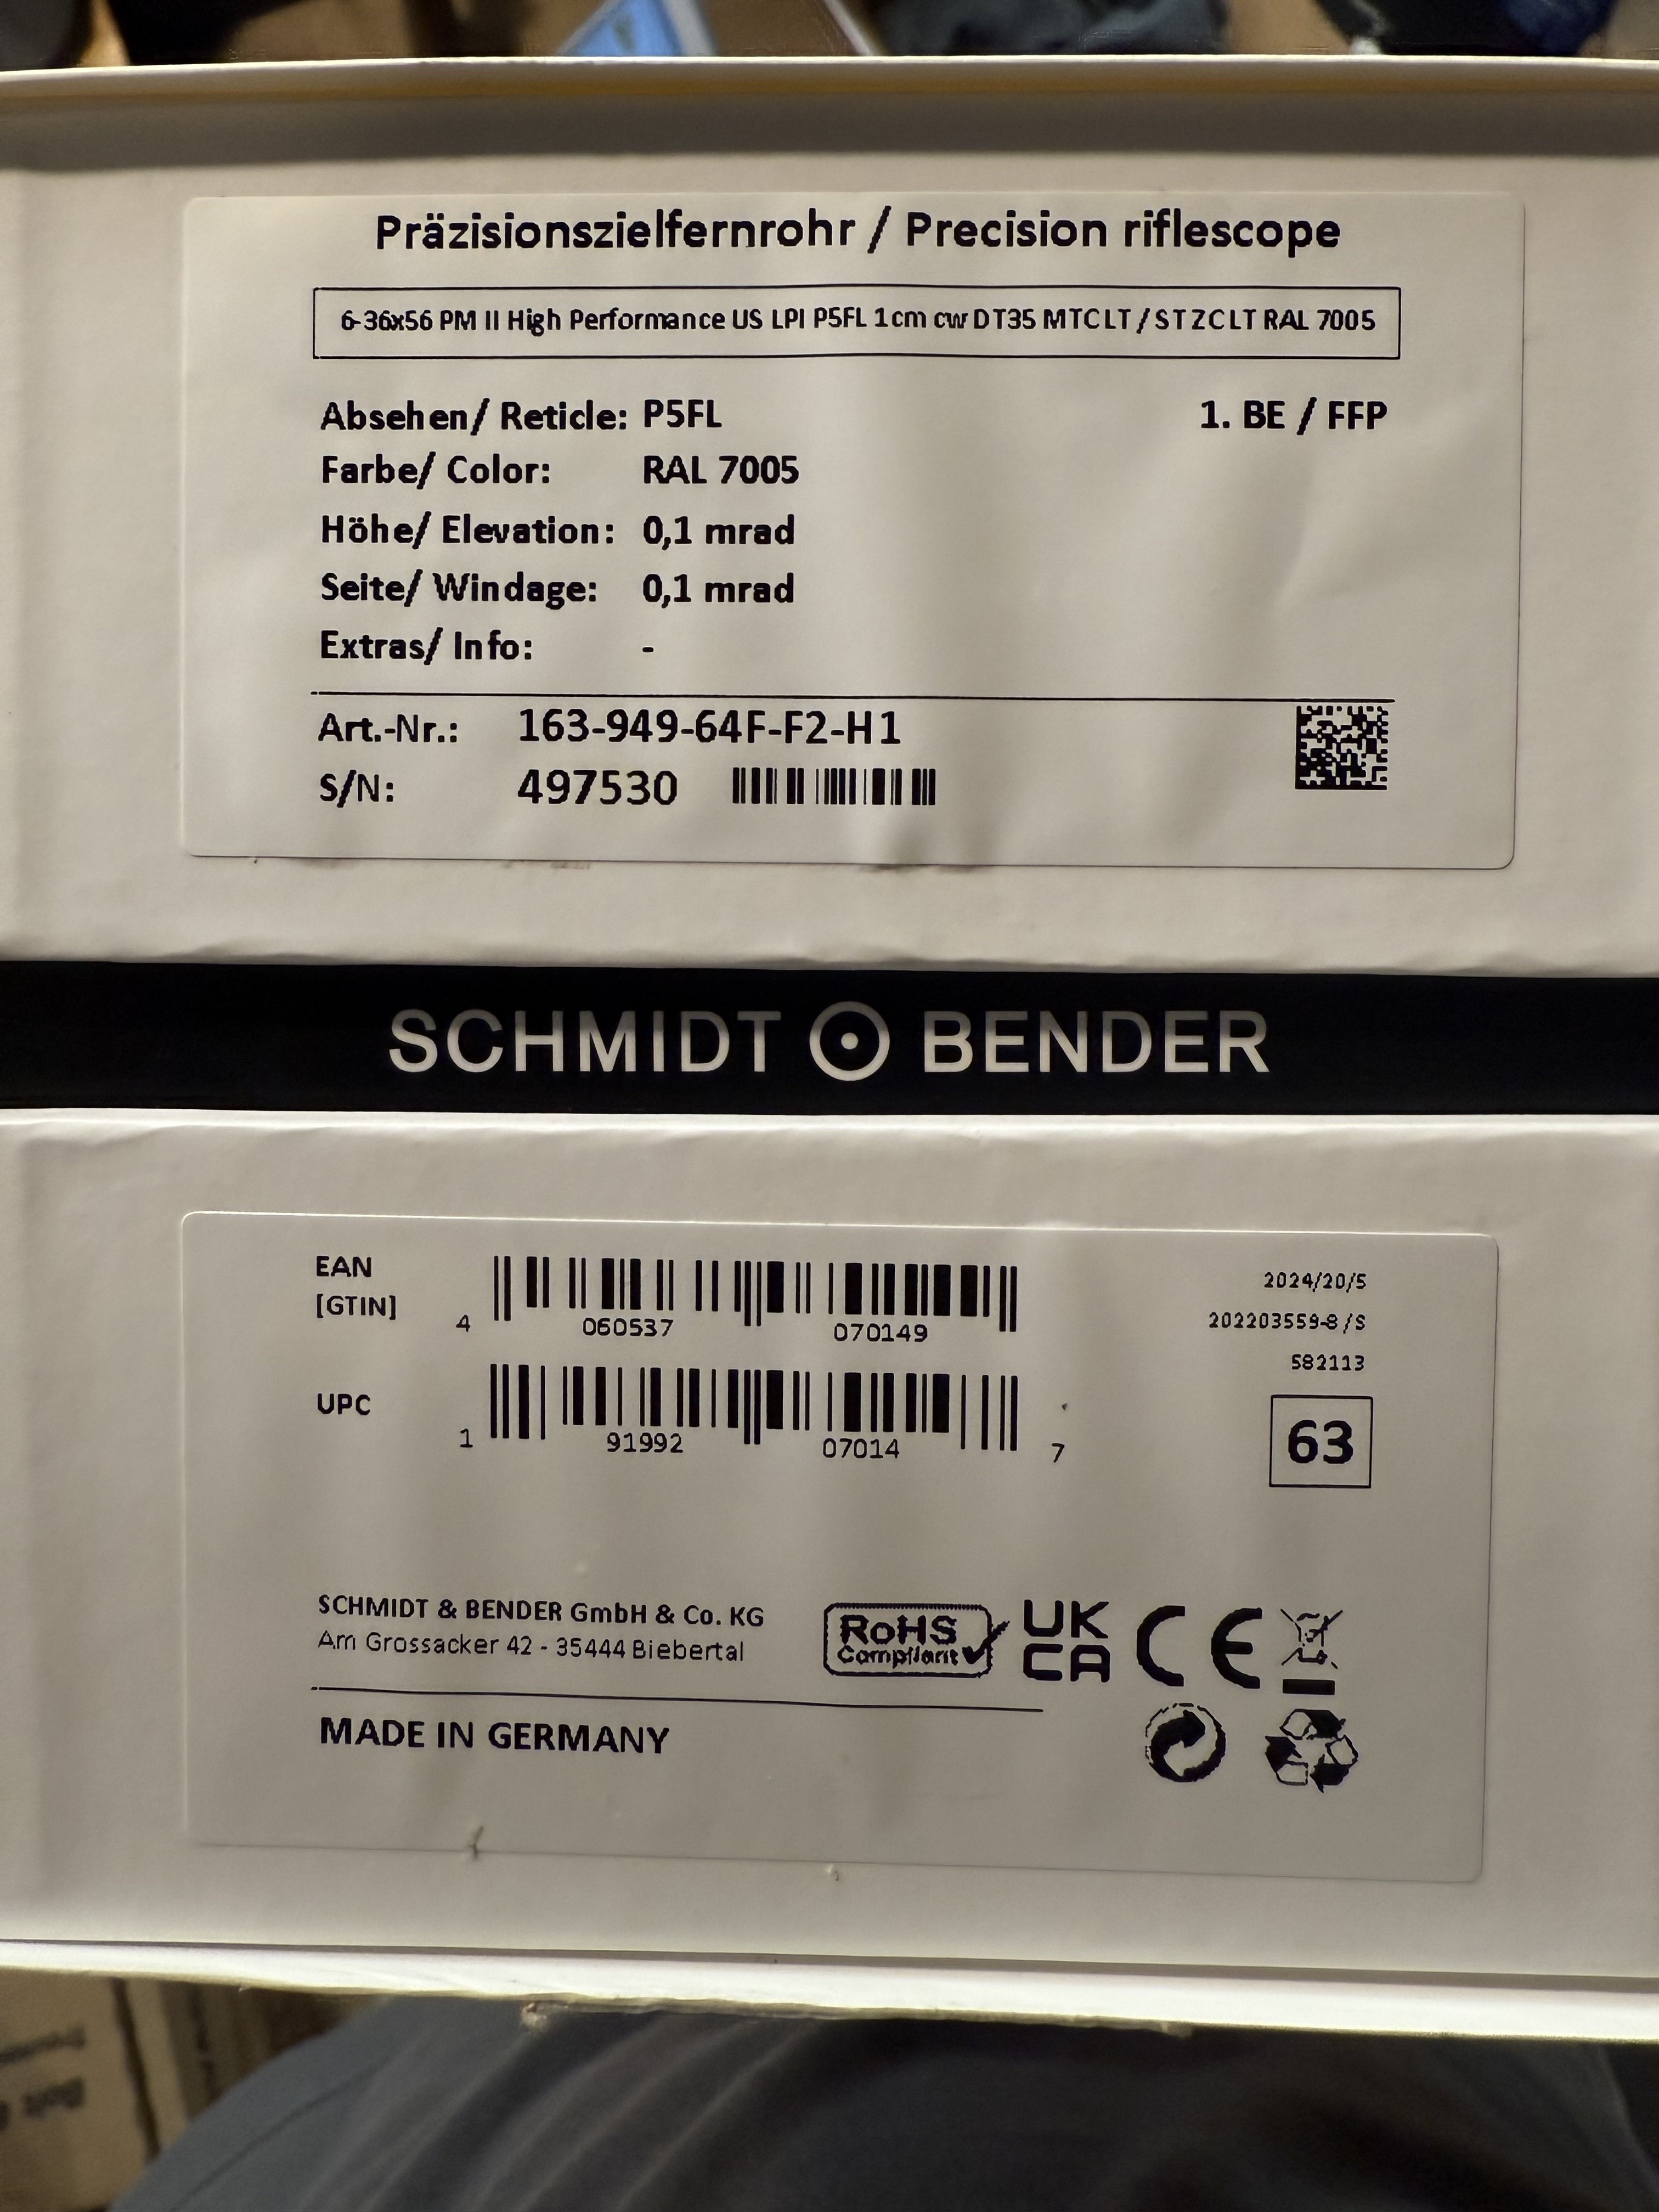 Präzisionszielfernrohr / Precision riflescope
6-36x56 PM II High Performance US LPI P5FL 1cm cw DT35 MTC LT / ST ZC LT RAL 7005
Absehen/ Reticle: P5FL 1. BE / FFP
Farbe/ Color: RAL 7005
Höhe/ Elevation: 0,1 mrad
Seite/ Windage: 0,1 mrad
Extras/ Info: -
Art.-Nr.: 163-949-64F-F2-H1
S/N: 497530
SCHMIDT BENDER
EAN
[GTIN]
4 060537 070149
2024/20/5
202203559-8 / S
582113
UPC
1 91992 07014 7
63
SCHMIDT & BENDER GmbH & Co. KG
Am Grossacker 42 - 35444 Biebertal
RoHS
Compliant
UK
CA
CE
MADE IN GERMANY